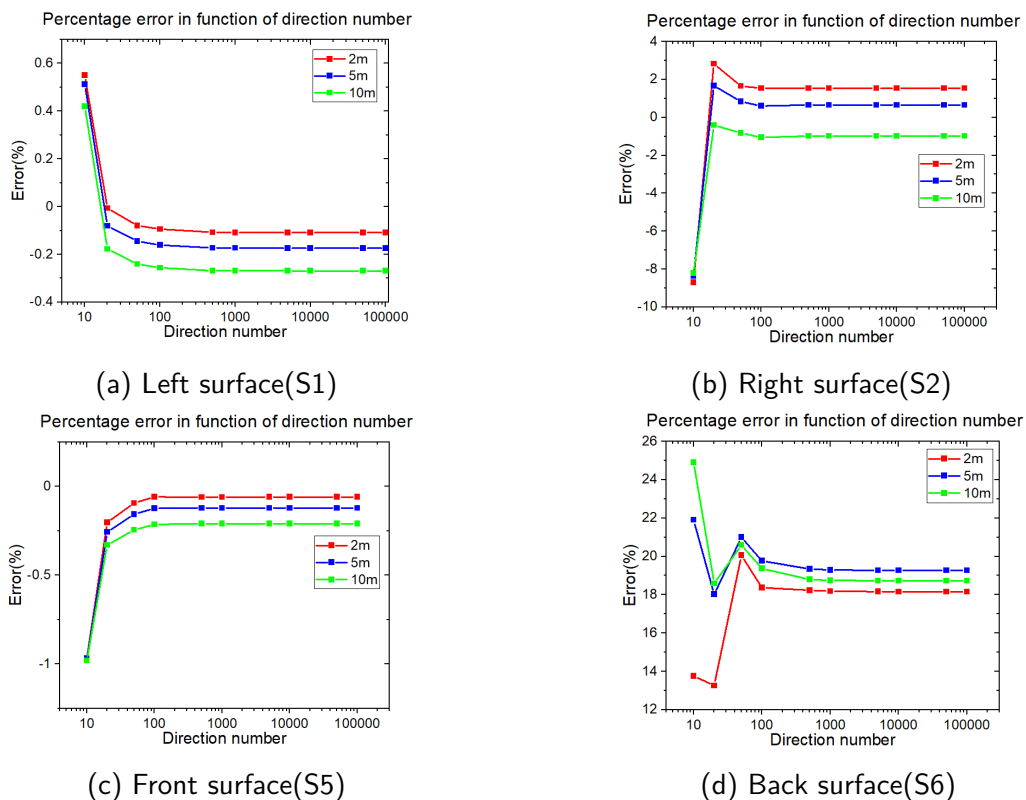 Percentage error in function of direction number
0.6
0.4
0.2
0
-0.2
-0.4
Error(%)
2m
5m
10m
10 100 1000 10000 100000
Direction number
(a) Left surface(S1)
Percentage error in function of direction number
4
2
0
-2
-4
-6
-8
-10
Error(%)
2m
5m
10m
10 100 1000 10000 100000
Direction number
(b) Right surface(S2)
Percentage error in function of direction number
0
-0.5
-1
Error(%)
2m
5m
10m
10 100 1000 10000 100000
Direction number
(c) Front surface(S5)
Percentage error in function of direction number
26
24
22
20
18
16
14
12
Error(%)
2m
5m
10m
10 100 1000 10000 100000
Direction number
(d) Back surface(S6)